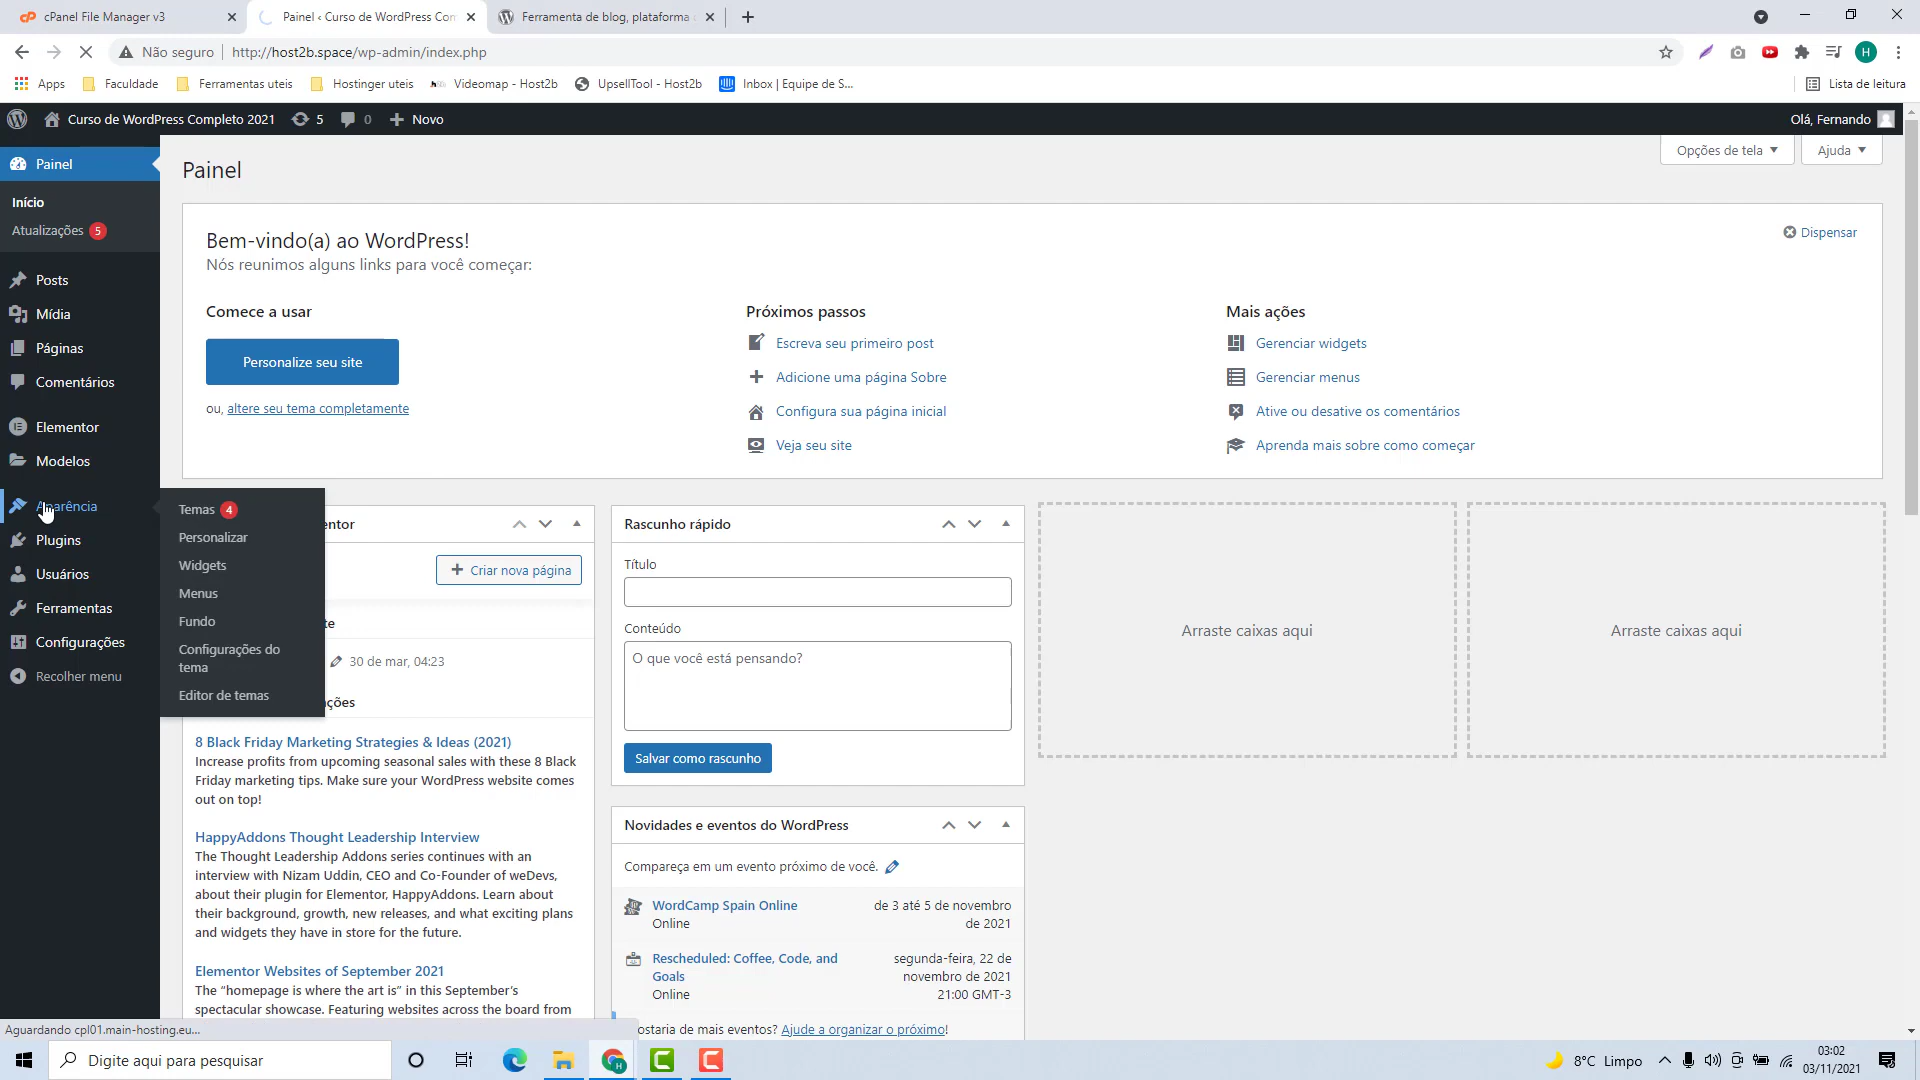 cPanel File Manager v3
Painel ‹ Curso de WordPress Com
Ferramenta de blog, plataforma
Não seguro
http://host2b.space/wp-admin/index.php
H
Apps
Faculdade
Ferramentas uteis
Hostinger uteis
Videomap - Host2b
UpsellTool - Host2b
Inbox | Equipe de S...
Lista de leitura
Curso de WordPress Completo 2021
5
0
Novo
Olá, Fernando
Painel
Início
Atualizações 5
Posts
Mídia
Páginas
Comentários
Elementor
Modelos
Aparência
Plugins
Usuários
Ferramentas
Configurações
Recolher menu
Temas 4
Personalizar
Widgets
Menus
Fundo
Configurações do
tema
Editor de temas
Painel
Opções de tela
Ajuda
Bem-vindo(a) ao WordPress!
Nós reunimos alguns links para você começar:
Dispensar
Comece a usar
Personalize seu site
ou, altere seu tema completamente
Próximos passos
Escreva seu primeiro post
Adicione uma página Sobre
Configura sua página inicial
Veja seu site
Mais ações
Gerenciar widgets
Gerenciar menus
Ative ou desative os comentários
Aprenda mais sobre como começar
entor
Criar nova página
te
30 de mar, 04:23
ções
8 Black Friday Marketing Strategies & Ideas (2021)
Increase profits from upcoming seasonal sales with these 8 Black
Friday marketing tips. Make sure your WordPress website comes
out on top!
HappyAddons Thought Leadership Interview
The Thought Leadership Addons series continues with an
interview with Nizam Uddin, CEO and Co-Founder of weDevs,
about their plugin for Elementor, HappyAddons. Learn about
their background, growth, new releases, and what exciting plans
and widgets they have in store for the future.
Elementor Websites of September 2021
The “homepage is where the art is” in this September’s
spectacular showcase. Featuring websites across the board from
Rascunho rápido
Título
Conteúdo
O que você está pensando?
Salvar como rascunho
Novidades e eventos do WordPress
Compareça em um evento próximo de você.
WordCamp Spain Online
Online
de 3 até 5 de novembro
de 2021
Rescheduled: Coffee, Code, and
Goals
Online
segunda-feira, 22 de
novembro de 2021
21:00 GMT-3
ostaria de mais eventos? Ajude a organizar o próximo!
Arraste caixas aqui
Arraste caixas aqui
Aguardando cpl01.main-hosting.eu...
Digite aqui para pesquisar
8°C Limpo
03:02
03/11/2021